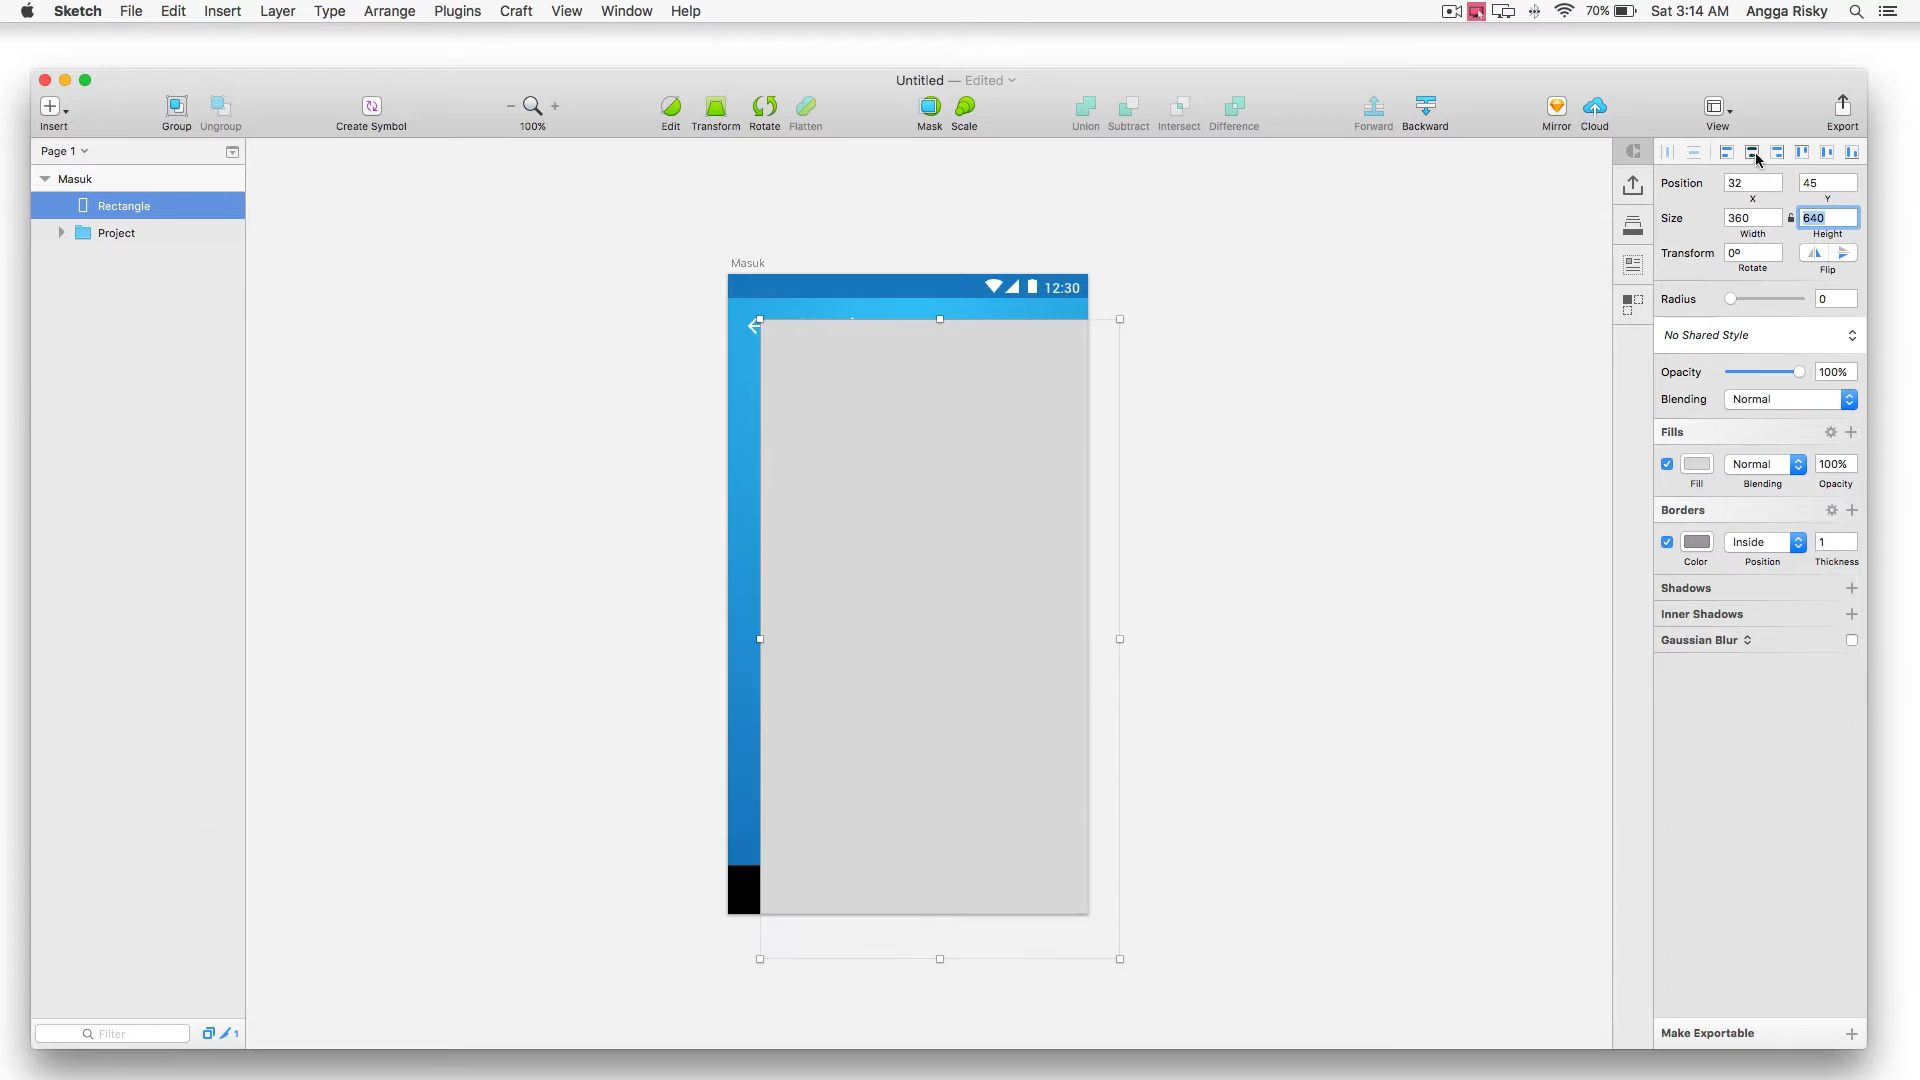 Sketch File Edit Insert Layer Type Arrange Plugins Craft View Window Help 70% Sat 3:14 AM Angga Risky
Untitled — Edited
Insert Group Ungroup Create Symbol 100% Edit Transform Rotate Flatten Mask Scale Union Subtract Intersect Difference Forward Backward Mirror Cloud View Export
Page 1
Masuk
Rectangle
Project
Filter 1
Masuk
12:30
Position 32 45
X Y
Size 360 640
Width Height
Transform 0º
Rotate Flip
Radius 0
No Shared Style
Opacity 100%
Blending Normal
Fills
Normal 100%
Fill Blending Opacity
Borders
Inside 1
Color Position Thickness
Shadows
Inner Shadows
Gaussian Blur
Make Exportable